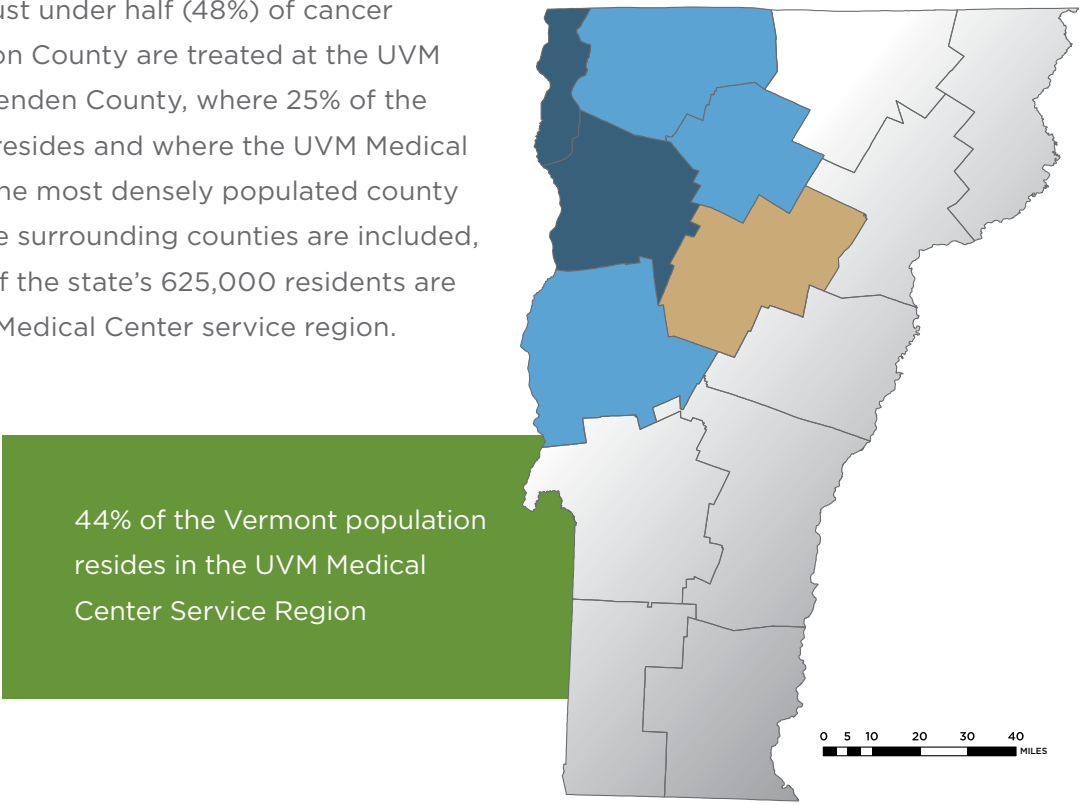 ust under half (48%) of cancer
on County are treated at the UVM
enden County, where 25% of the
resides and where the UVM Medical
he most densely populated county
e surrounding counties are included,
f the state’s 625,000 residents are
Medical Center service region.
44% of the Vermont population
resides in the UVM Medical
Center Service Region
0 5 10 20 30 40
MILES